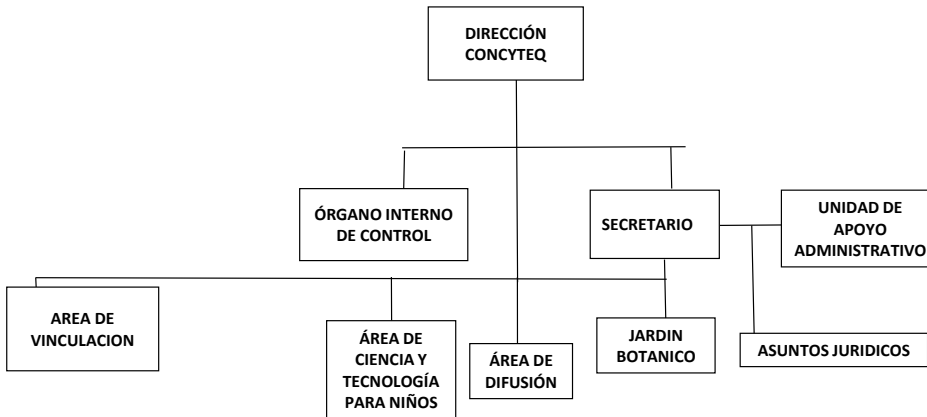 DIRECCIÓN
CONCYTEQ
ÓRGANO INTERNO
DE CONTROL
SECRETARIO
UNIDAD DE
APOYO
ADMINISTRATIVO
AREA DE
VINCULACION
ÁREA DE
CIENCIA Y
TECNOLOGÍA
PARA NIÑOS
ÁREA DE
DIFUSIÓN
JARDIN
BOTANICO
ASUNTOS JURIDICOS